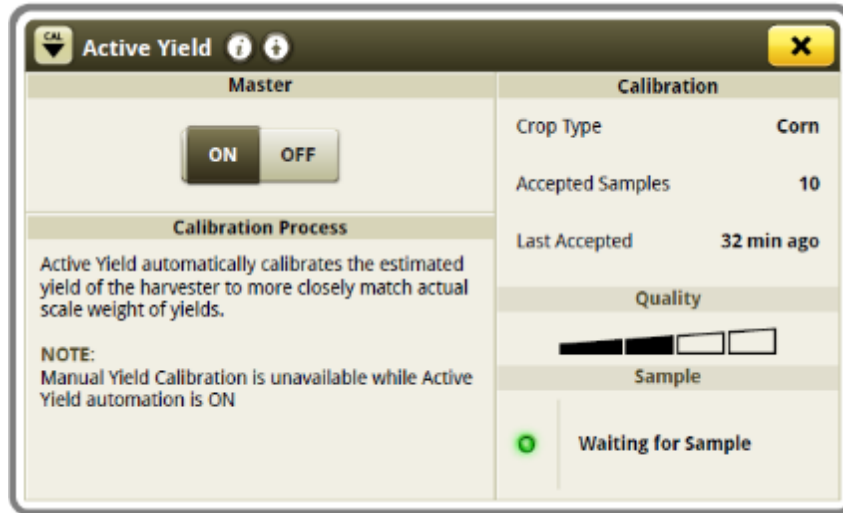 CAL
Active Yield
Master
ON OFF
Calibration Process
Active Yield automatically calibrates the estimated
yield of the harvester to more closely match actual
scale weight of yields.
NOTE:
Manual Yield Calibration is unavailable while Active
Yield automation is ON
Calibration
Crop Type Corn
Accepted Samples 10
Last Accepted 32 min ago
Quality
Sample
Waiting for Sample